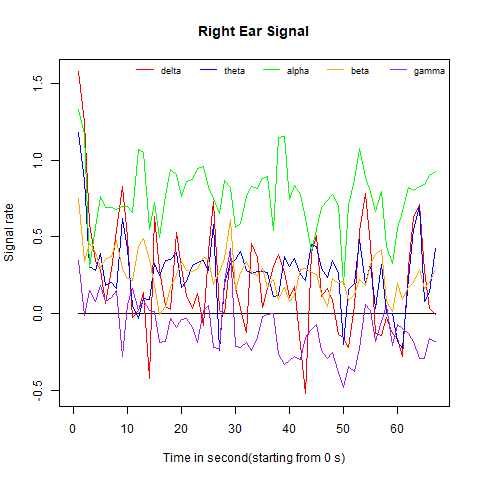 Right Ear Signal
delta theta alpha beta gamma
Signal rate
1.5
1.0
0.5
0.0
-0.5
0 10 20 30 40 50 60
Time in second(starting from 0 s)